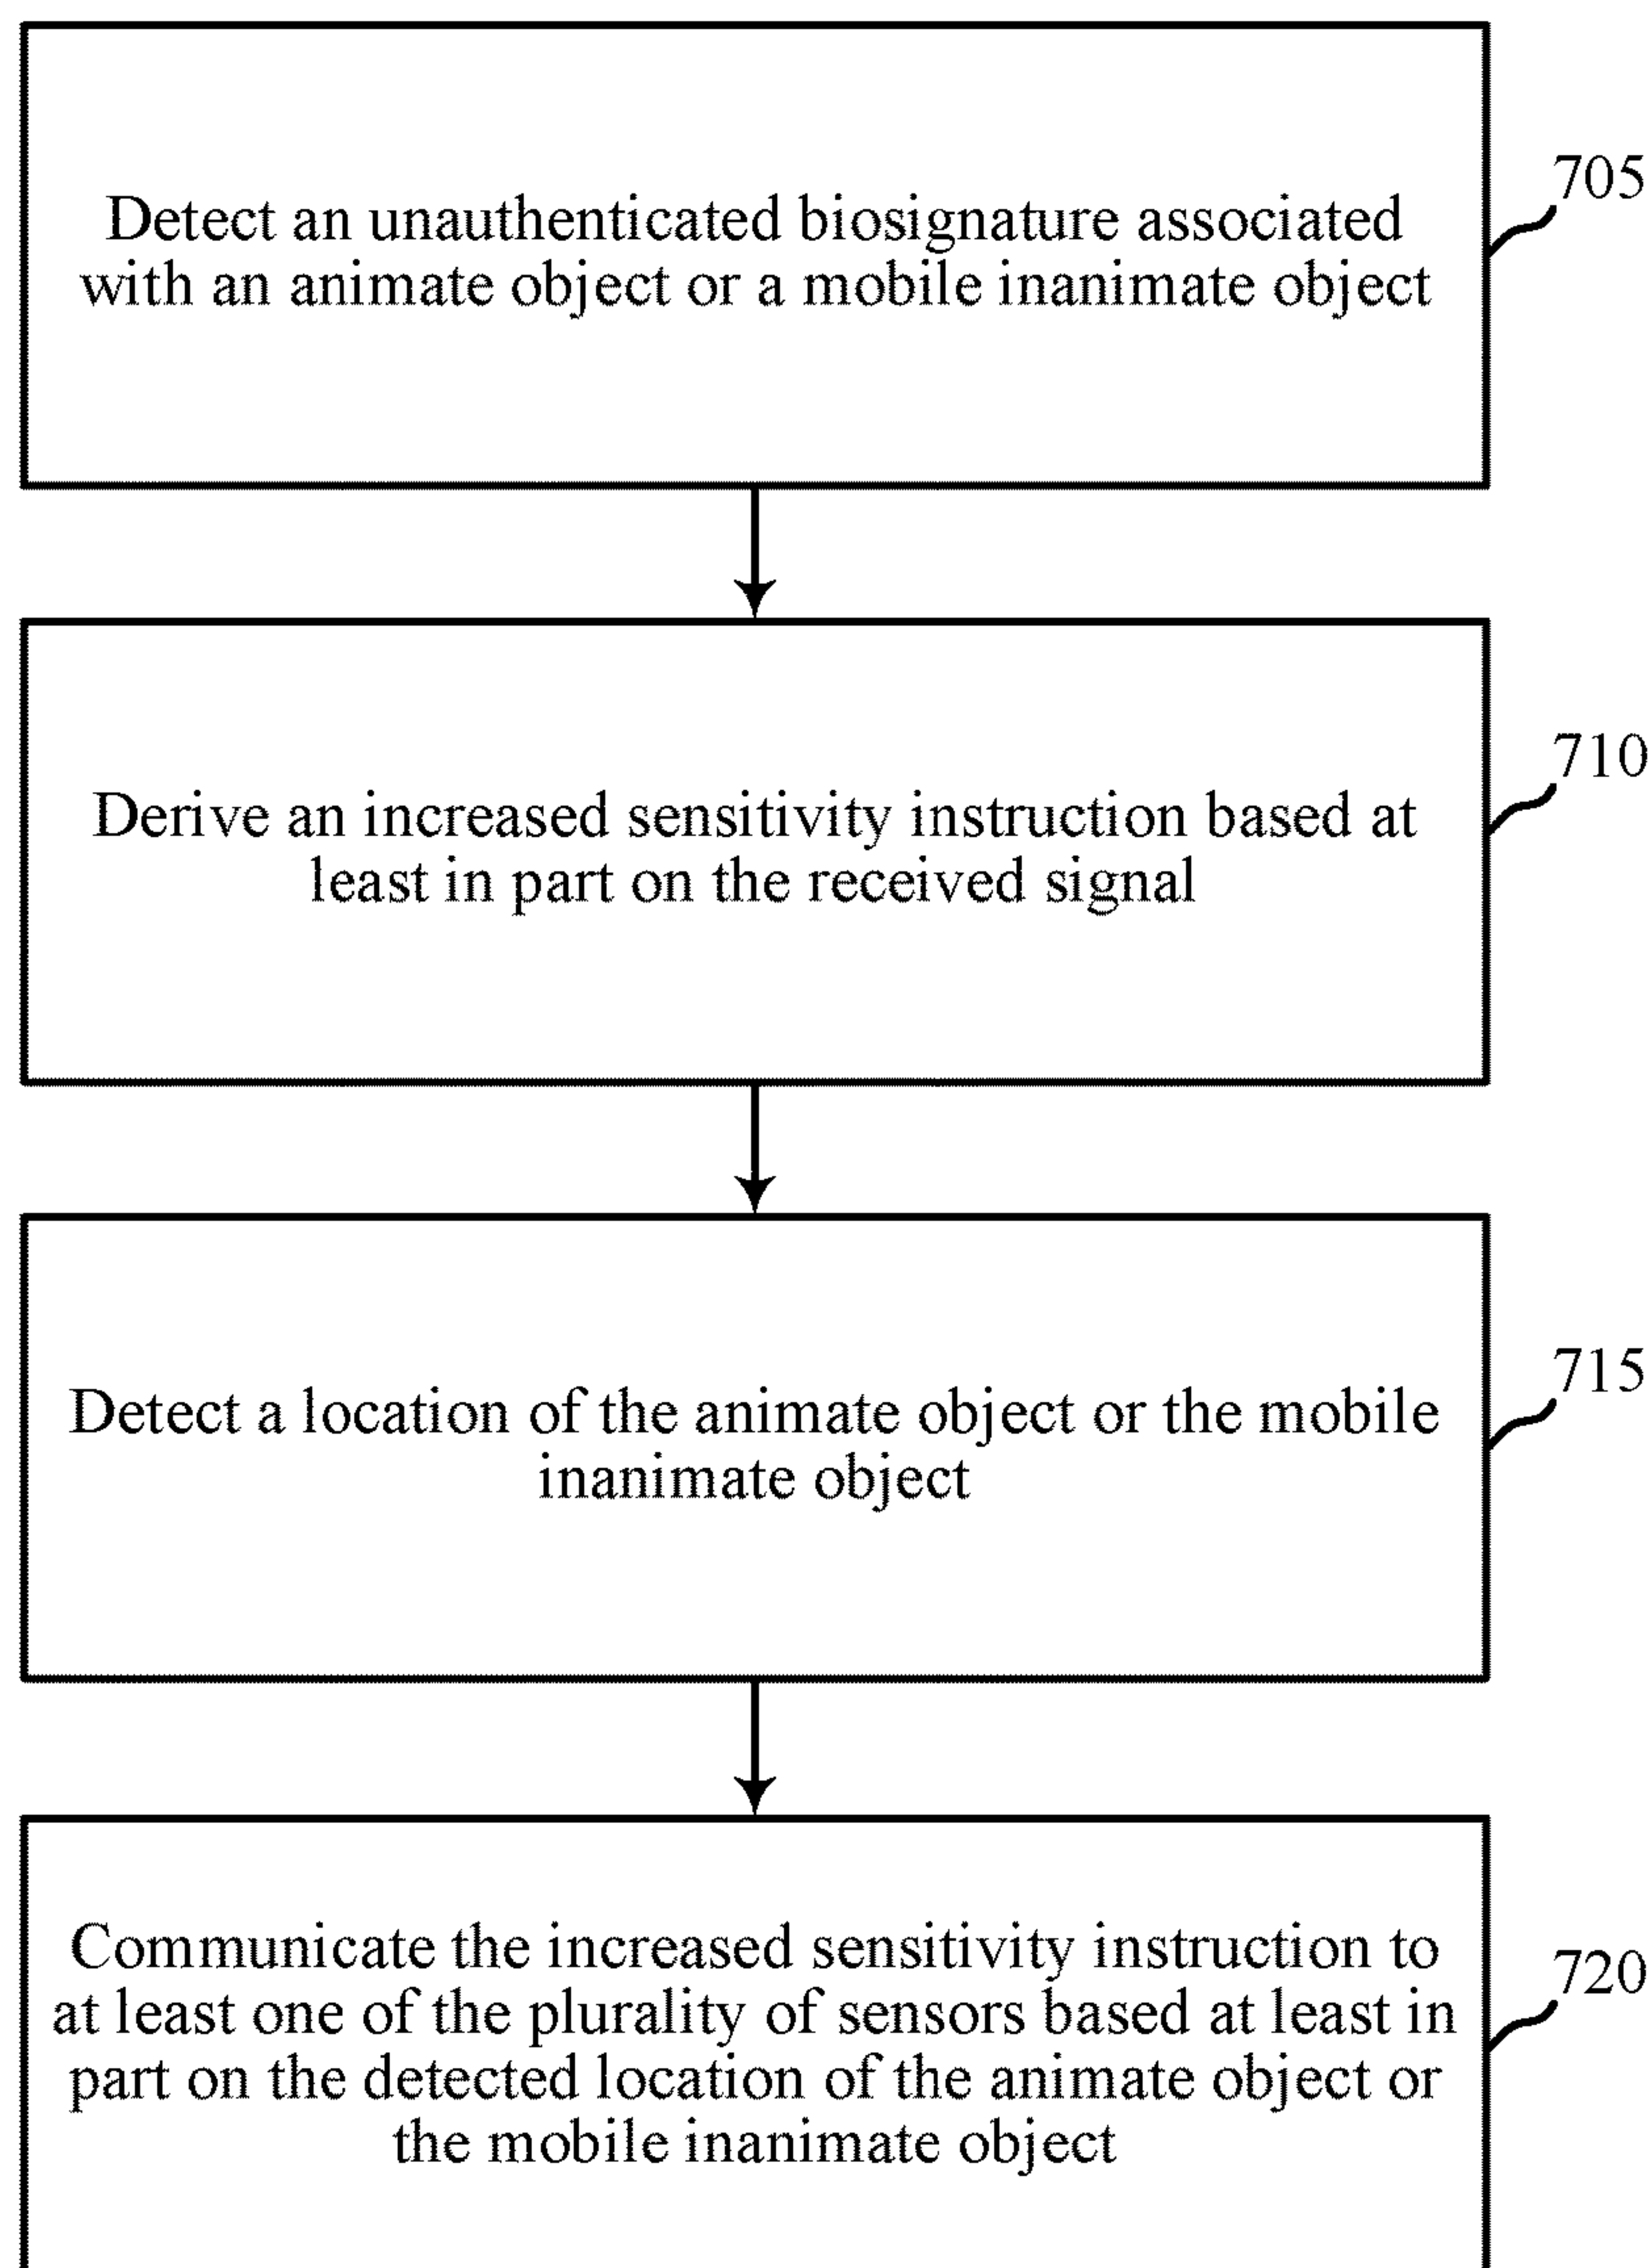 Detect an unauthenticated biosignature associated
with an animate object or a mobile inanimate object
705
Derive an increased sensitivity instruction based at
least in part on the received signal
710
Detect a location of the animate object or the mobile
inanimate object
715
Communicate the increased sensitivity instruction to
at least one of the plurality of sensors based at least in
part on the detected location of the animate object or
the mobile inanimate object
720